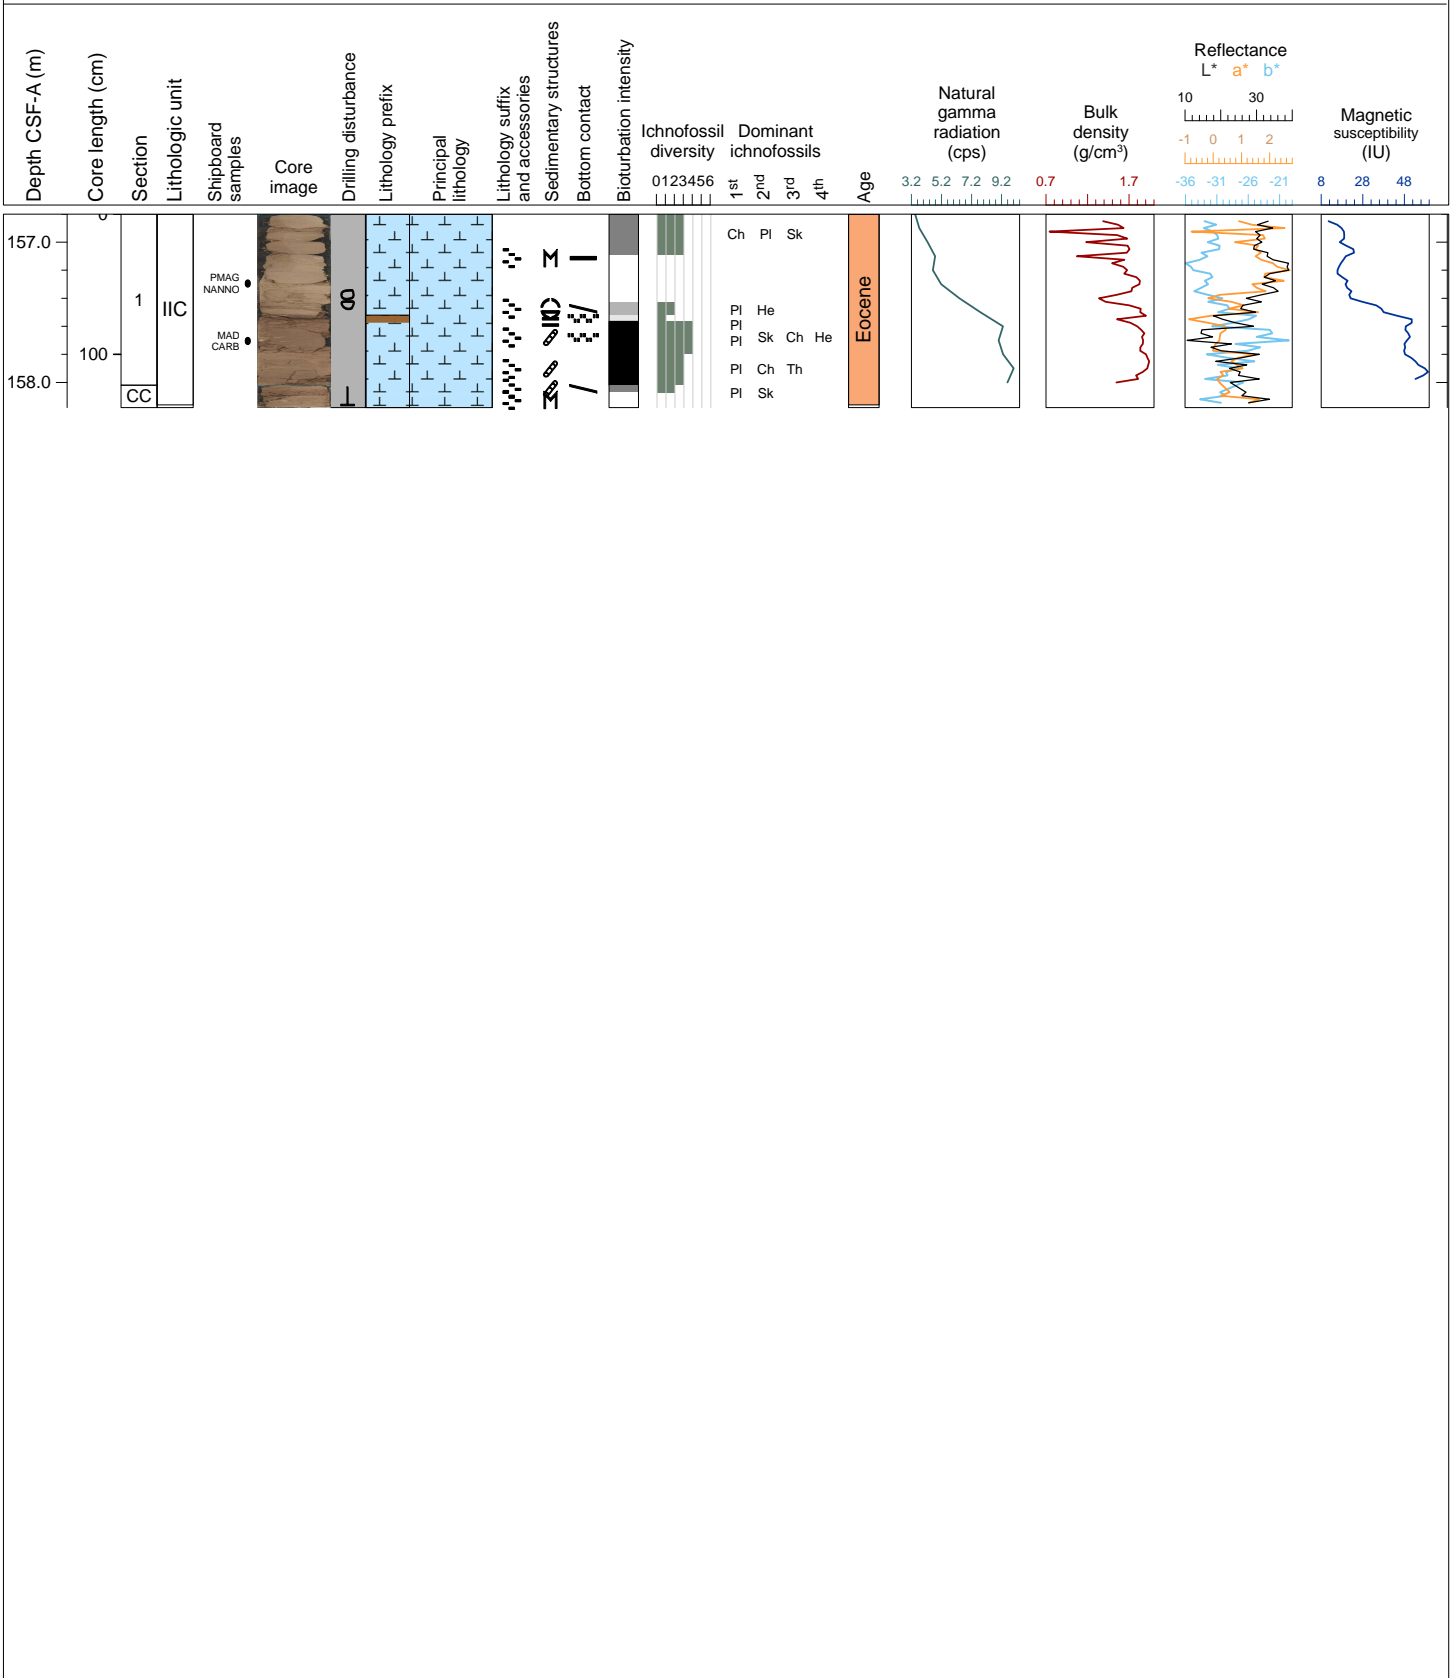 Depth CSF-A (m)
Core length (cm)
Section
Lithologic unit
Shipboard
samples
Core
image
Drilling disturbance
Lithology prefix
Principal
lithology
Lithology suffix
and accessories
Sedimentary structures
Bottom contact
Bioturbation intensity
Ichnofossil
diversity
0123456
Dominant
ichnofossils
1st
2nd
3rd
4th
Age
Natural
gamma
radiation
(cps)
3.2 5.2 7.2 9.2
Bulk
density
(g/cm³)
0.7 1.7
Reflectance
L* a* b*
10 30
-1 0 1 2
-36 -31 -26 -21
Magnetic
susceptibility
(IU)
8 28 48
157.0
158.0
0
100
1
CC
IIC
PMAG
NANNO
MAD
CARB
Ch Pl Sk
Pl He
Pl
Pl Sk Ch He
Pl Ch Th
Pl Sk
Eocene